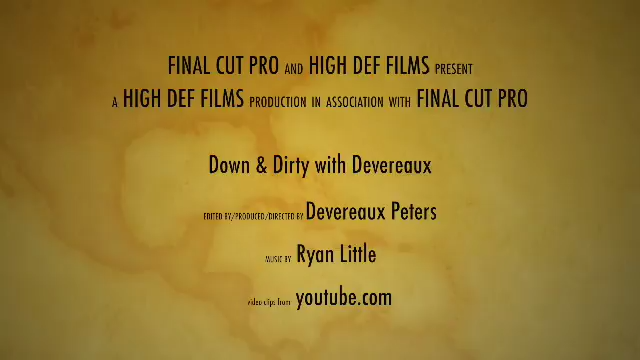 FINAL CUT PRO AND HIGH DEF FILMS PRESENT
A HIGH DEF FILMS PRODUCTION IN ASSOCIATION WITH FINAL CUT PRO
Down & Dirty with Devereaux
EDITED BY/PRODUCED/DIRECTED BY Devereaux Peters
MUSIC BY Ryan Little
video clips from youtube.com